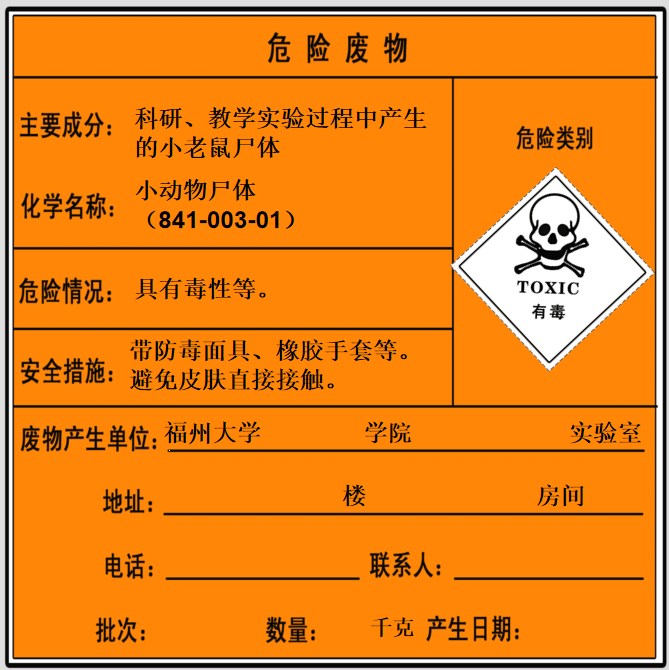 危险废物
主要成分：科研、教学实验过程中产生
的小老鼠尸体
危险类别
化学名称：小动物尸体
（841-003-01）
TOXIC
有毒
危险情况：具有毒性等。
安全措施：带防毒面具、橡胶手套等。
避免皮肤直接接触。
废物产生单位：福州大学 学院 实验室
地址： 楼 房间
电话： 联系人：
批次： 数量： 千克 产生日期：